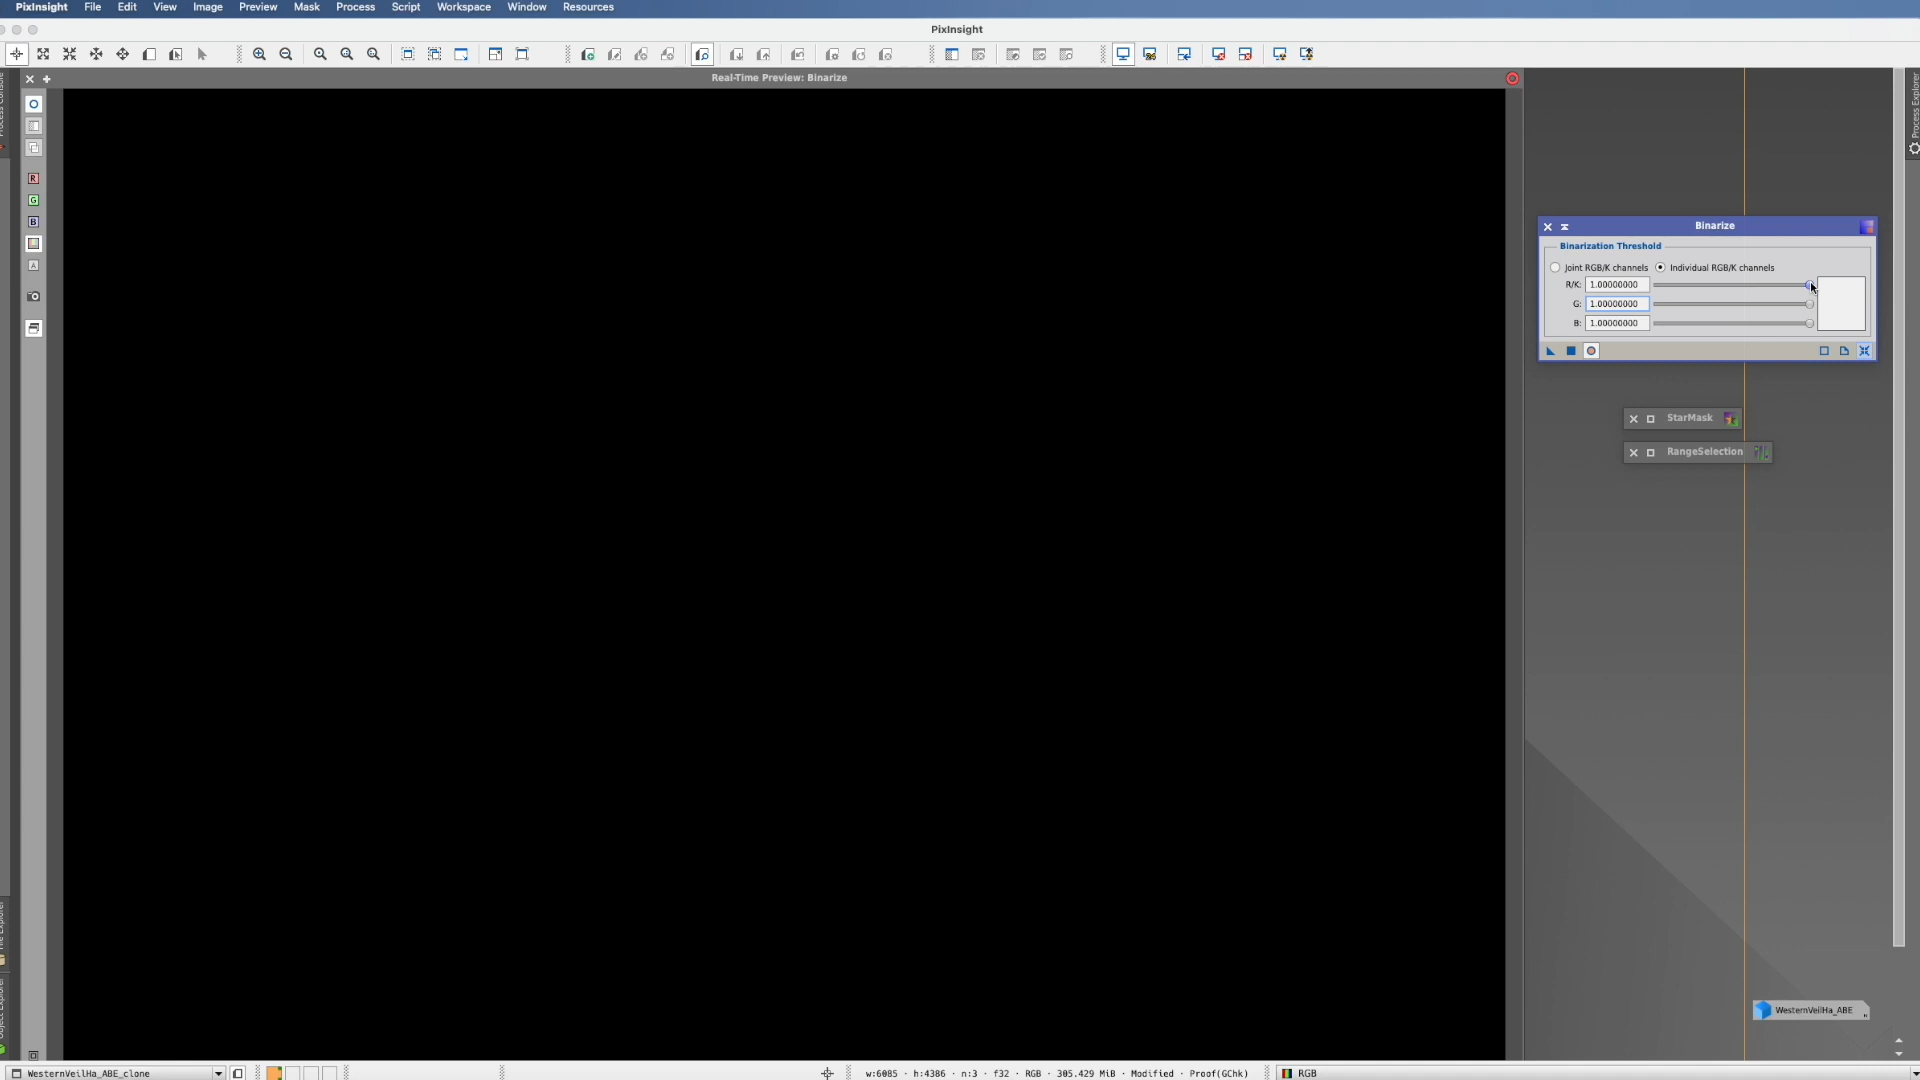 PixInsight File Edit View Image Preview Mask Process Script Workspace Window Resources
PixInsight
Real-Time Preview: Binarize
Process Explorer
R
G
B
A
Binarize
Binarization Threshold
Joint RGB/K channels Individual RGB/K channels
R/K: 1.00000000
G: 1.00000000
B: 1.00000000
StarMask
RangeSelection
WesternVeilHa_ABE
WesternVeilHa_ABE_clone
w:6085 · h:4386 · n:3 · f32 · RGB · 305.429 MiB · Modified · Proof(GChk)
RGB